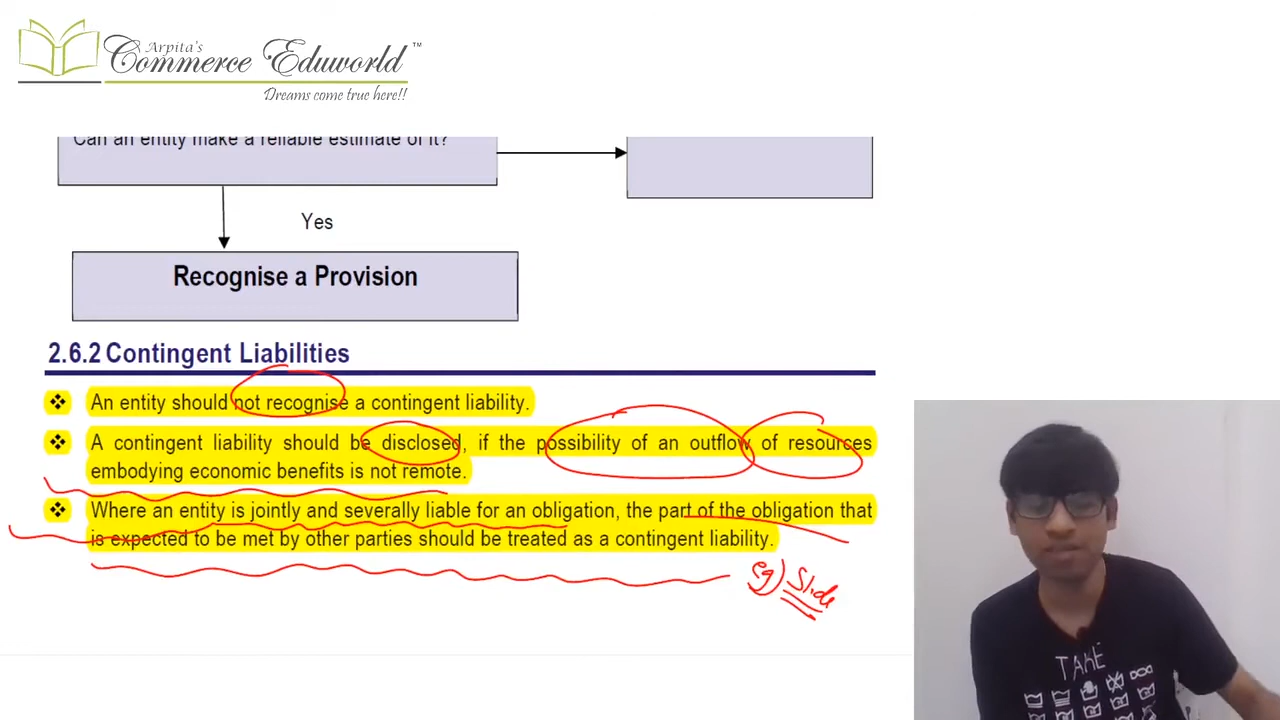 Arpita's
Commerce Eduworld™
Dreams come true here!!
Can an entity make a reliable estimate of it?
Yes
Recognise a Provision
2.6.2 Contingent Liabilities
❖ An entity should not recognise a contingent liability.
❖ A contingent liability should be disclosed, if the possibility of an outflow of resources
embodying economic benefits is not remote.
❖ Where an entity is jointly and severally liable for an obligation, the part of the obligation that
is expected to be met by other parties should be treated as a contingent liability.
eg) Slide
TAKE